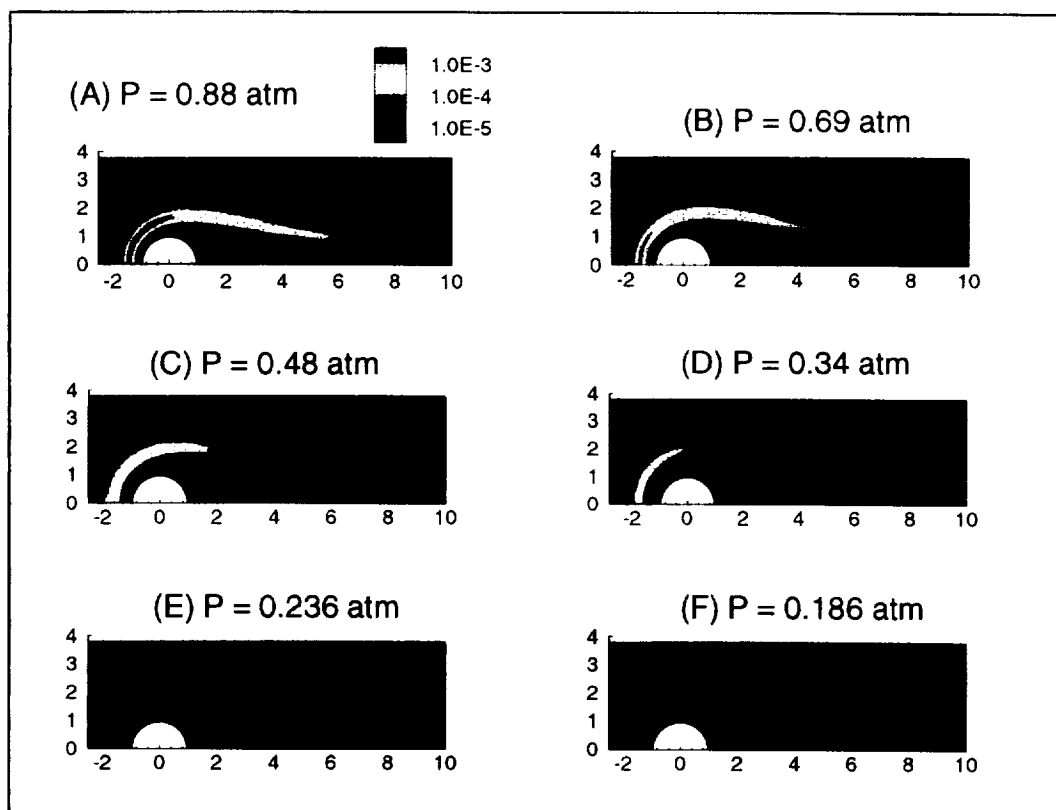 1.0E-3
1.0E-4
1.0E-5
(A) P = 0.88 atm
4
3
2
1
0
-2 0 2 4 6 8 10
(B) P = 0.69 atm
4
3
2
1
0
-2 0 2 4 6 8 10
(C) P = 0.48 atm
4
3
2
1
0
-2 0 2 4 6 8 10
(D) P = 0.34 atm
4
3
2
1
0
-2 0 2 4 6 8 10
(E) P = 0.236 atm
4
3
2
1
0
-2 0 2 4 6 8 10
(F) P = 0.186 atm
4
3
2
1
0
-2 0 2 4 6 8 10